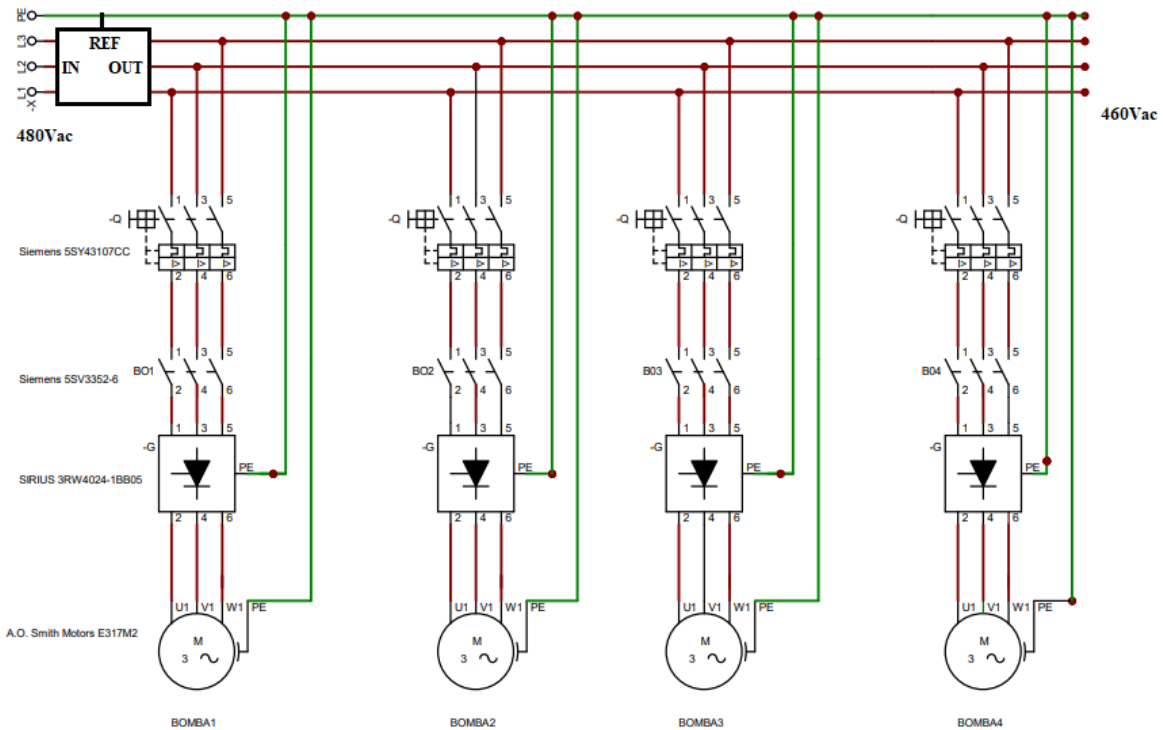 PE
L3
L2
L1
-X
REF
IN OUT
480Vac
460Vac
1 3 5
1 3 5
1 3 5
1 3 5
-Q
-Q
-Q
-Q
Siemens 5SY43107CC
2 4 6
2 4 6
2 4 6
2 4 6
1 3 5
1 3 5
1 3 5
1 3 5
Siemens 5SV3352-6
BO1
BO2
B03
B04
2 4 6
2 4 6
2 4 6
2 4 6
1 3 5
1 3 5
1 3 5
1 3 5
-G
-G
-G
-G
PE
PE
PE
PE
SIRIUS 3RW4024-1BB05
2 4 6
2 4 6
2 4 6
2 4 6
U1 V1 W1 PE
U1 V1 W1 PE
U1 V1 W1 PE
U1 V1 W1 PE
A.O. Smith Motors E317M2
M
3
M
3
M
3
M
3
BOMBA1
BOMBA2
BOMBA3
BOMBA4